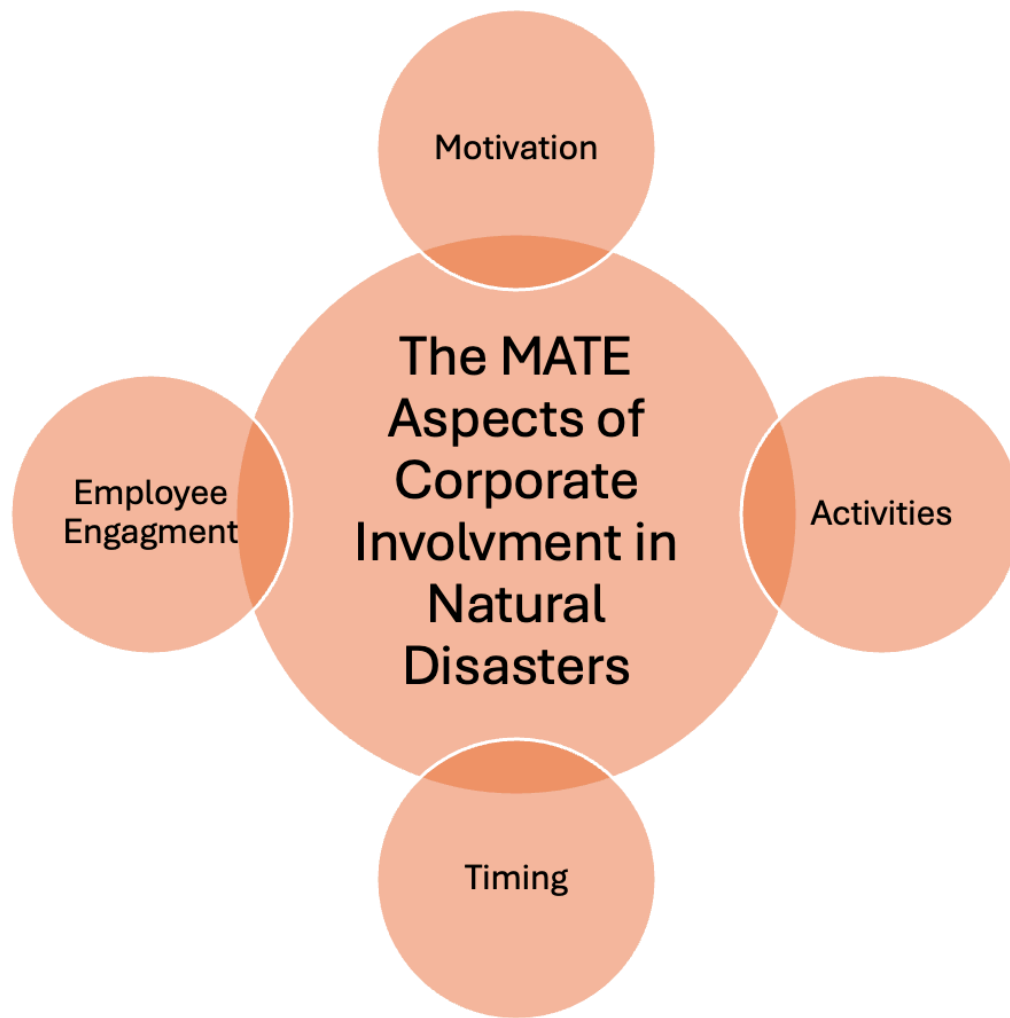 Motivation
The MATE
Aspects of
Corporate
Involvment in
Natural
Disasters
Employee
Engagment
Activities
Timing